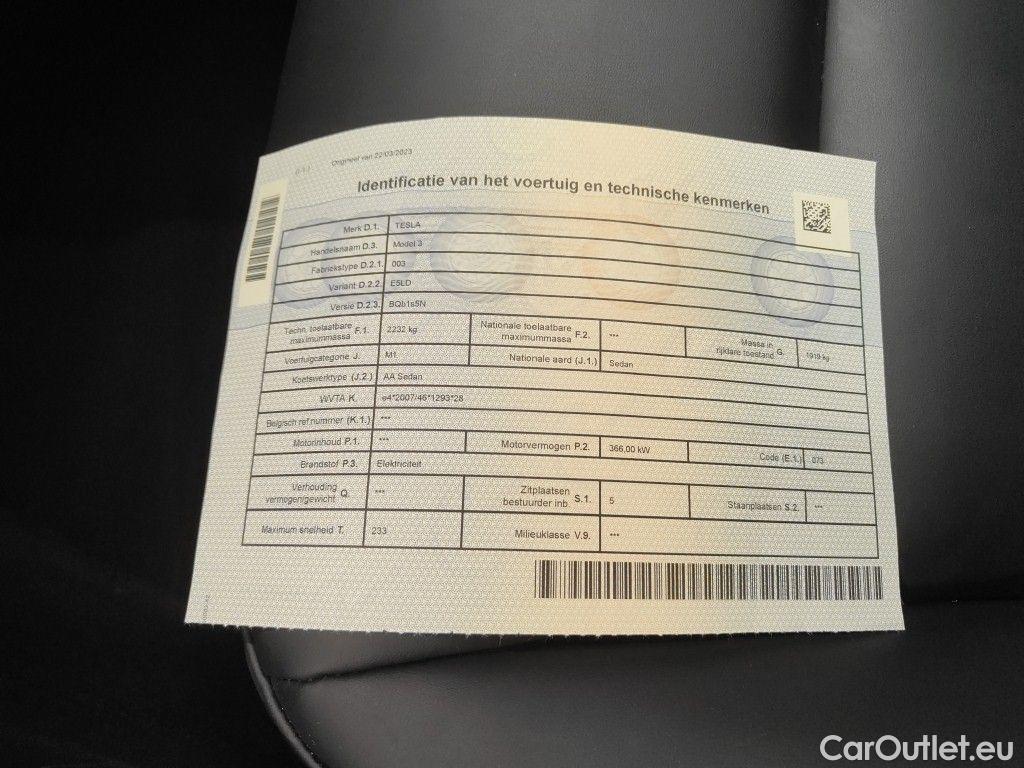 (I-1.) Origineel van 22/03/2023
Identificatie van het voertuig en technische kenmerken
Merk D.1. TESLA
Handelsnaam D.3. Model 3
Fabriekstype D.2.1. 003
Variant D.2.2. E5LD
Versie D.2.3. BQb1s5N
Techn. toelaatbare maximummassa F.1. 2232 kg Nationale toelaatbare maximummassa F.2. *** Massa in rijklare toestand G. 1919 kg
Voertuigcategorie J. M1 Nationale aard (J.1.) Sedan
Koetswerktype (J.2.) AA Sedan
WVTA K. e4*2007/46*1293*28
Belgisch ref.nummer (K.1.) ***
Motorinhoud P.1. *** Motorvermogen P.2. 366,00 kW Code (E.1.) 073
Brandstof P.3. Elektriciteit
Verhouding vermogen/gewicht Q. *** Zitplaatsen bestuurder inb. S.1. 5 Staanplaatsen S.2. ***
Maximum snelheid T. 233 Milieuklasse V.9. ***
CarOutlet.eu